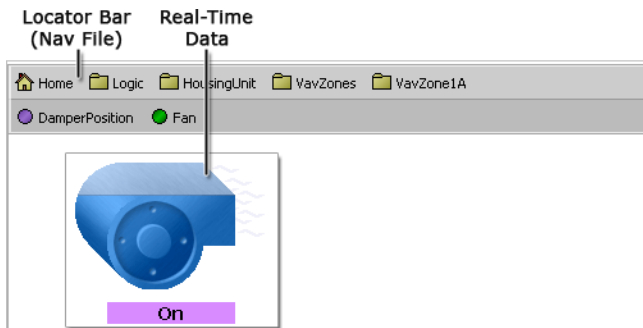 Locator Bar
(Nav File)
Real-Time
Data
Home Logic HousingUnit VavZones VavZone1A
DamperPosition Fan
On